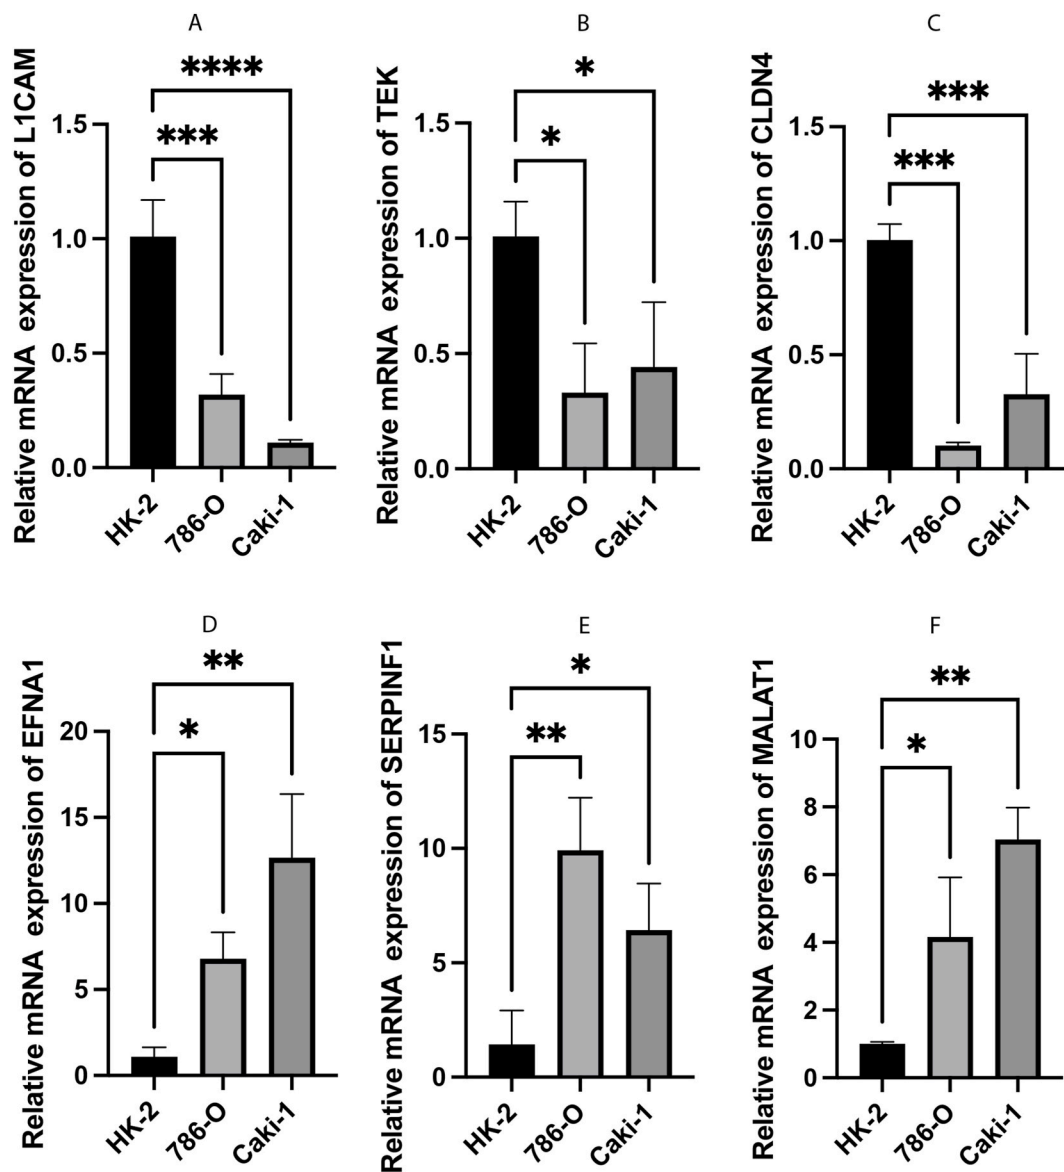 A
Relative mRNA expression of L1CAM
****
***
1.5
1.0
0.5
0.0
HK-2
786-O
Caki-1
B
Relative mRNA expression of TEK
*
*
1.5
1.0
0.5
0.0
HK-2
786-O
Caki-1
C
Relative mRNA expression of CLDN4
***
***
1.5
1.0
0.5
0.0
HK-2
786-O
Caki-1
D
Relative mRNA expression of EFNA1
**
*
20
15
10
5
0
HK-2
786-O
Caki-1
E
Relative mRNA expression of SERPINF1
*
**
15
10
5
0
HK-2
786-O
Caki-1
F
Relative mRNA expression of MALAT1
**
*
10
8
6
4
2
0
HK-2
786-O
Caki-1